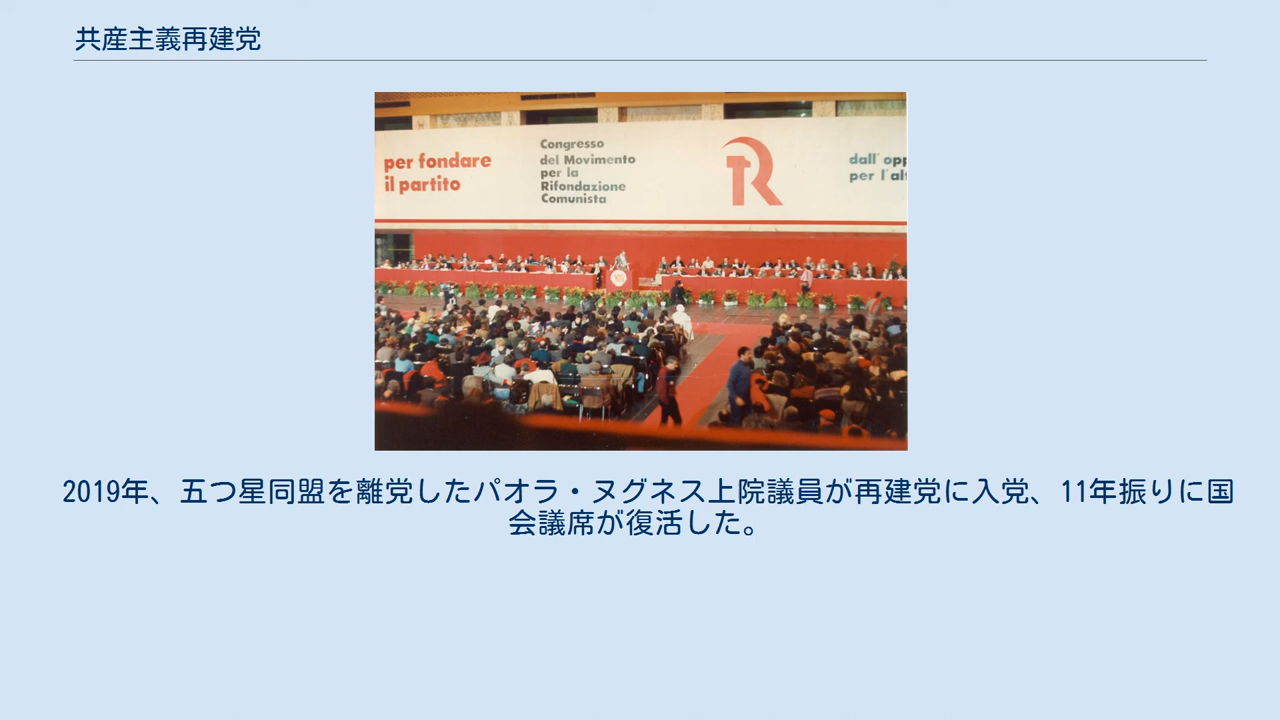 共産主義再建党
per fondare
il partito
Congresso
del Movimento
per la
Rifondazione
Comunista
dall' opp
per l'alt
2019年、五つ星同盟を離党したパオラ・ヌグネス上院議員が再建党に入党、11年振りに国
会議席が復活した。